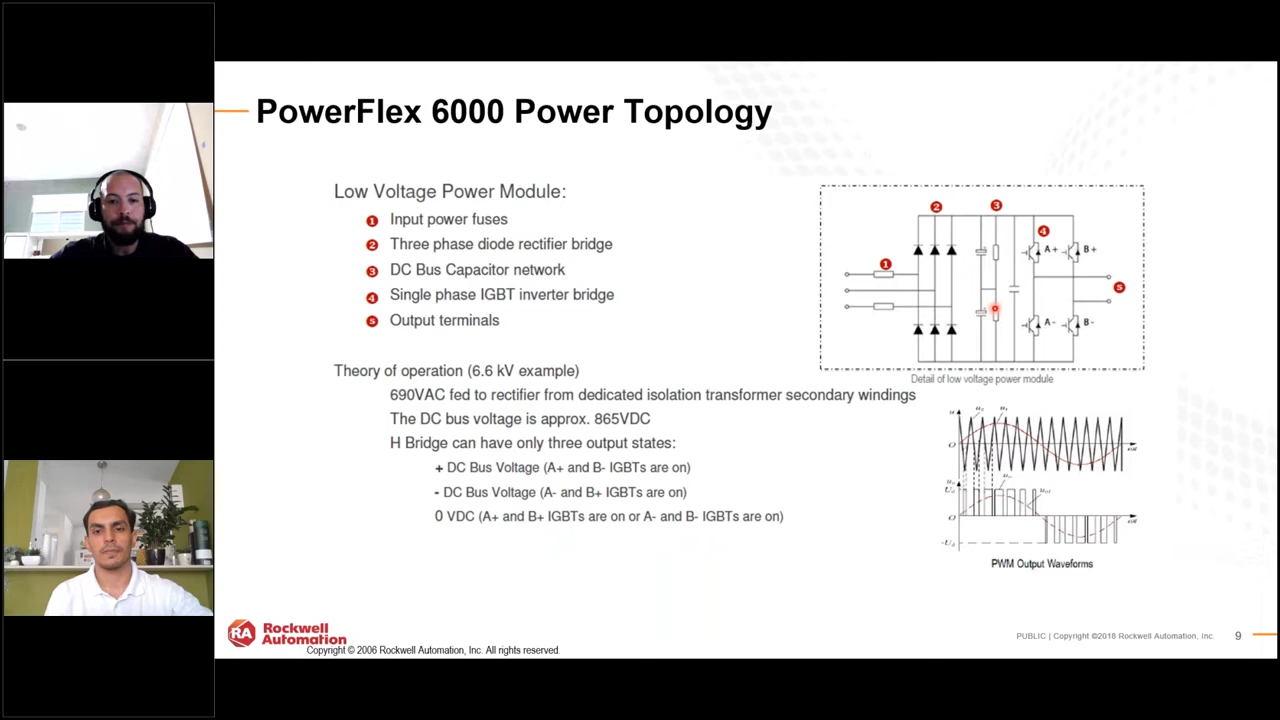 PowerFlex 6000 Power Topology
Low Voltage Power Module:
1 Input power fuses
2 Three phase diode rectifier bridge
3 DC Bus Capacitor network
4 Single phase IGBT inverter bridge
5 Output terminals
Theory of operation (6.6 kV example)
690VAC fed to rectifier from dedicated isolation transformer secondary windings
The DC bus voltage is approx. 865VDC
H Bridge can have only three output states:
+ DC Bus Voltage (A+ and B- IGBTs are on)
- DC Bus Voltage (A- and B+ IGBTs are on)
0 VDC (A+ and B+ IGBTs are on or A- and B- IGBTs are on)
2 3
4
A+ B+
1
5
A- B-
Detail of low voltage power module
u
O
O
PWM Output Waveforms
RA Rockwell
Automation
Copyright © 2006 Rockwell Automation, Inc. All rights reserved.
PUBLIC | Copyright ©2018 Rockwell Automation, Inc. 9